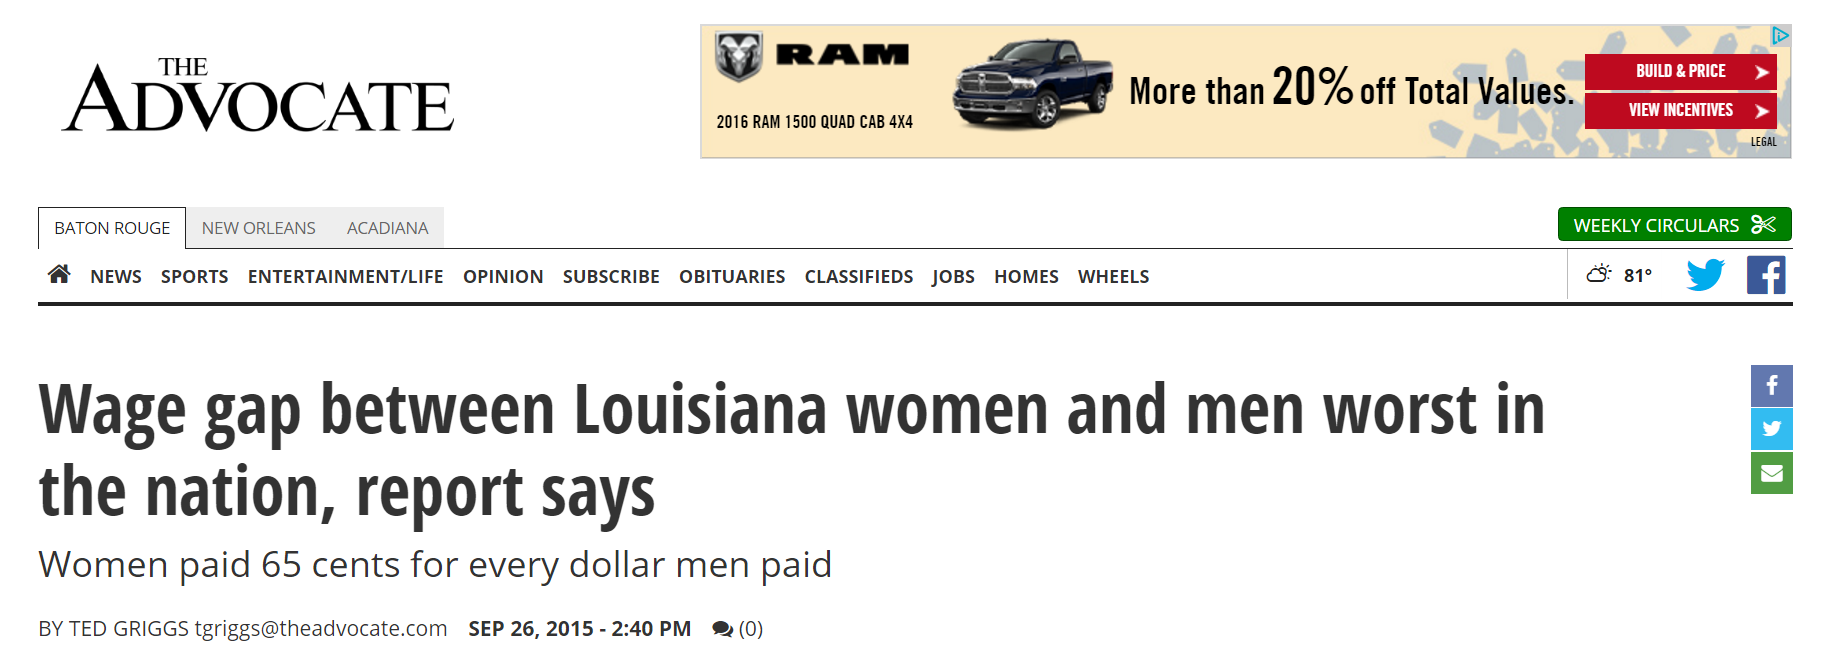 THE
ADVOCATE
RAM
2016 RAM 1500 QUAD CAB 4X4
More than 20% off Total Values.
BUILD & PRICE
VIEW INCENTIVES
LEGAL
BATON ROUGE NEW ORLEANS ACADIANA
WEEKLY CIRCULARS
NEWS SPORTS ENTERTAINMENT/LIFE OPINION SUBSCRIBE OBITUARIES CLASSIFIEDS JOBS HOMES WHEELS
81°
Wage gap between Louisiana women and men worst in
the nation, report says
Women paid 65 cents for every dollar men paid
BY TED GRIGGS tgriggs@theadvocate.com SEP 26, 2015 - 2:40 PM (0)